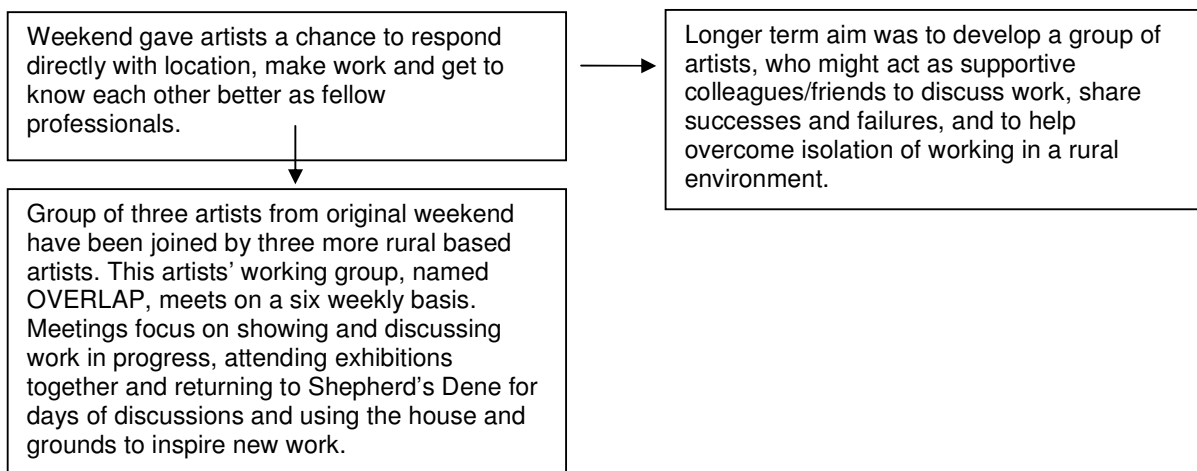 Weekend gave artists a chance to respond
directly with location, make work and get to
know each other better as fellow
professionals.
Longer term aim was to develop a group of
artists, who might act as supportive
colleagues/friends to discuss work, share
successes and failures, and to help
overcome isolation of working in a rural
environment.
Group of three artists from original weekend
have been joined by three more rural based
artists. This artists’ working group, named
OVERLAP, meets on a six weekly basis.
Meetings focus on showing and discussing
work in progress, attending exhibitions
together and returning to Shepherd’s Dene for
days of discussions and using the house and
grounds to inspire new work.